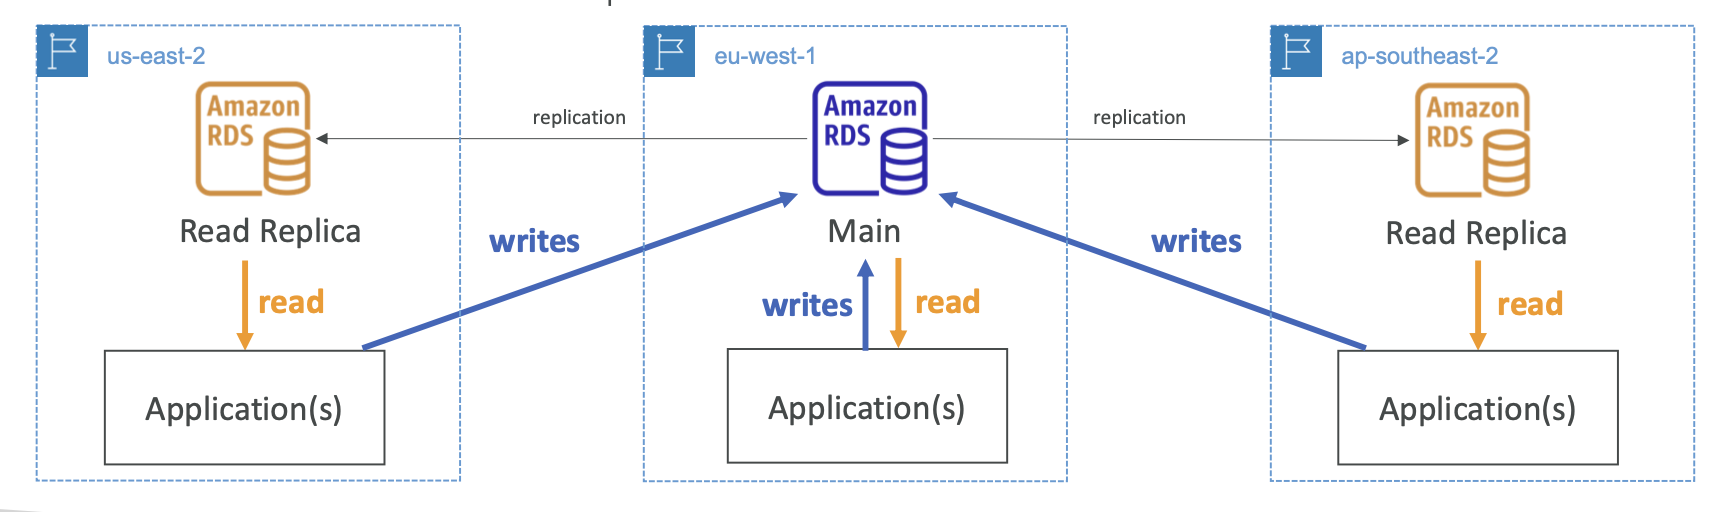 us-east-2
Amazon
RDS
Read Replica
read
Application(s)
replication
writes
eu-west-1
Amazon
RDS
Main
writes
read
Application(s)
replication
writes
ap-southeast-2
Amazon
RDS
Read Replica
read
Application(s)